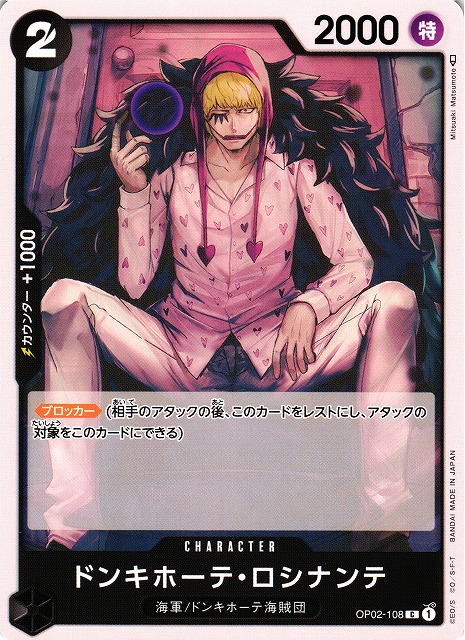 2
2000
特
Mitsuaki Matsumoto
カウンター +1000
ブロッカー (相手のアタックの後、このカードをレストにし、アタックの
対象をこのカードにできる)
CHARACTER
ドンキホーテ・ロシナンテ
海軍/ドンキホーテ海賊団
OP02-108 C 1
©E.O/S ©O./S・F・T BANDAI MADE IN JAPAN